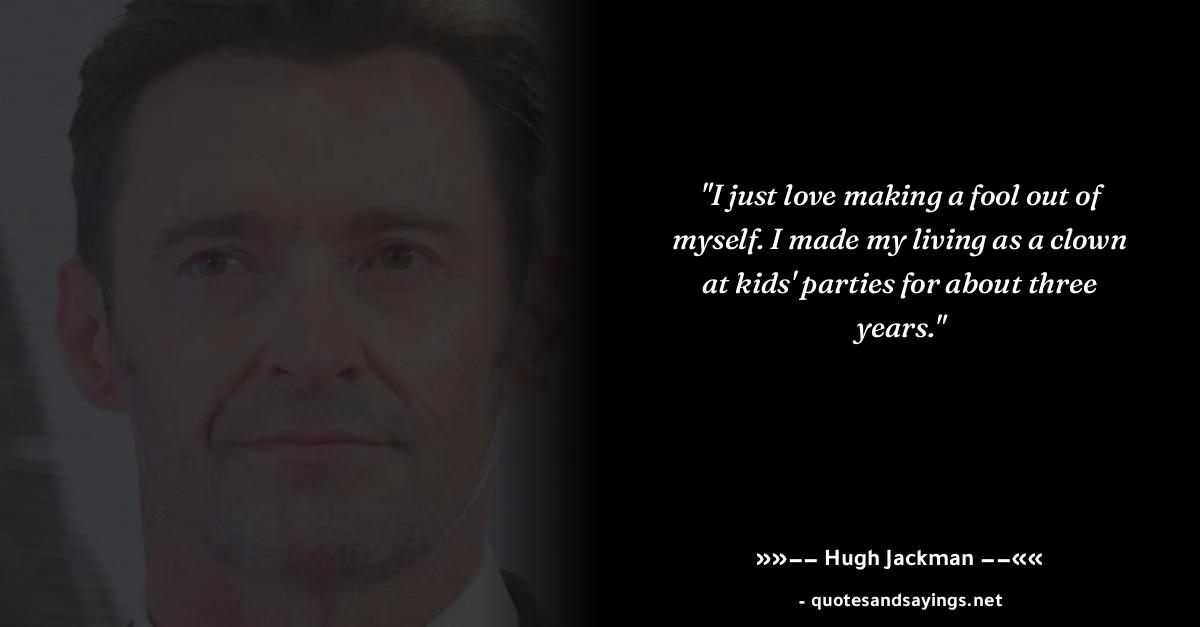 "I just love making a fool out of
myself. I made my living as a clown
at kids' parties for about three
years."
»»–– Hugh Jackman ––««
- quotesandsayings.net